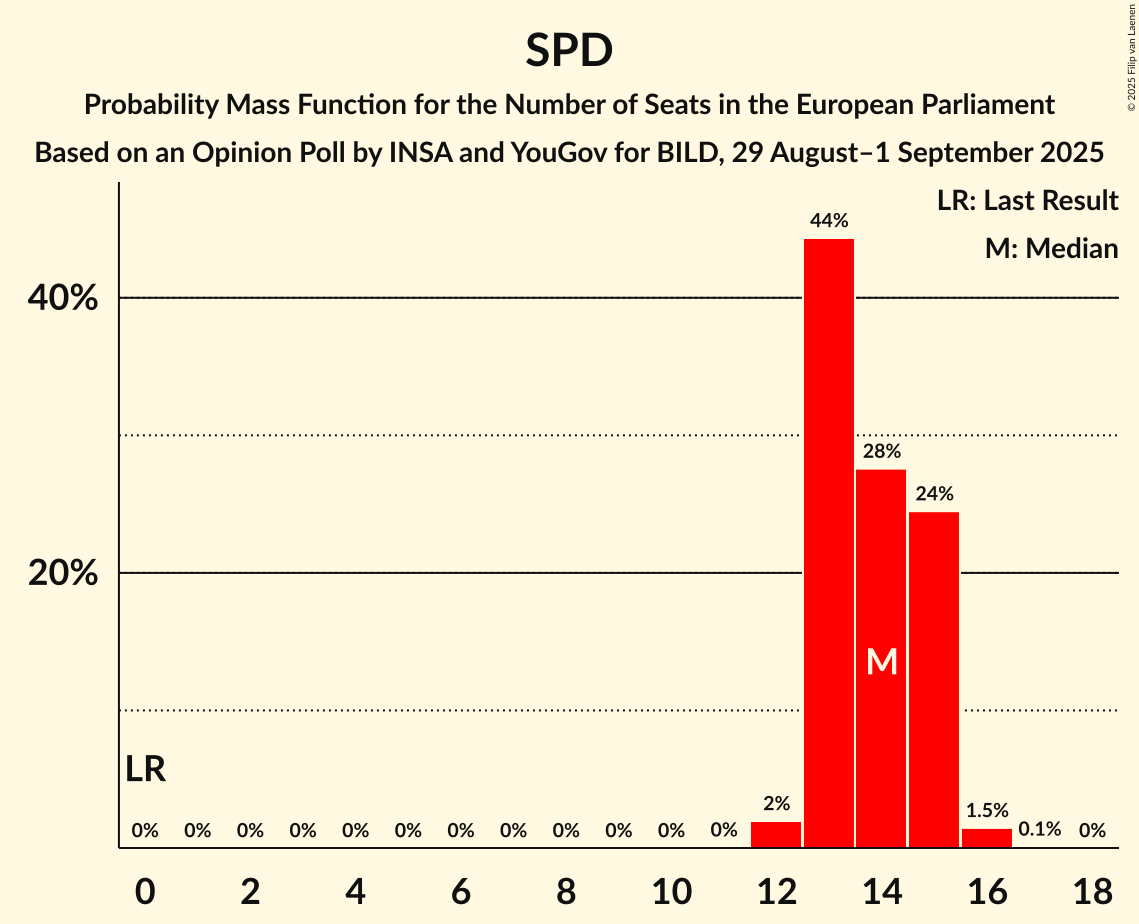 SPD
Probability Mass Function for the Number of Seats in the European Parliament
Based on an Opinion Poll by INSA and YouGov for BILD, 29 August–1 September 2025
© 2025 Filip van Laenen
LR: Last Result
M: Median
44%
40%
28%
24%
20%
M
LR
2%
1.5%
0% 0% 0% 0% 0% 0% 0% 0% 0% 0% 0% 0% 0.1% 0%
0 2 4 6 8 10 12 14 16 18